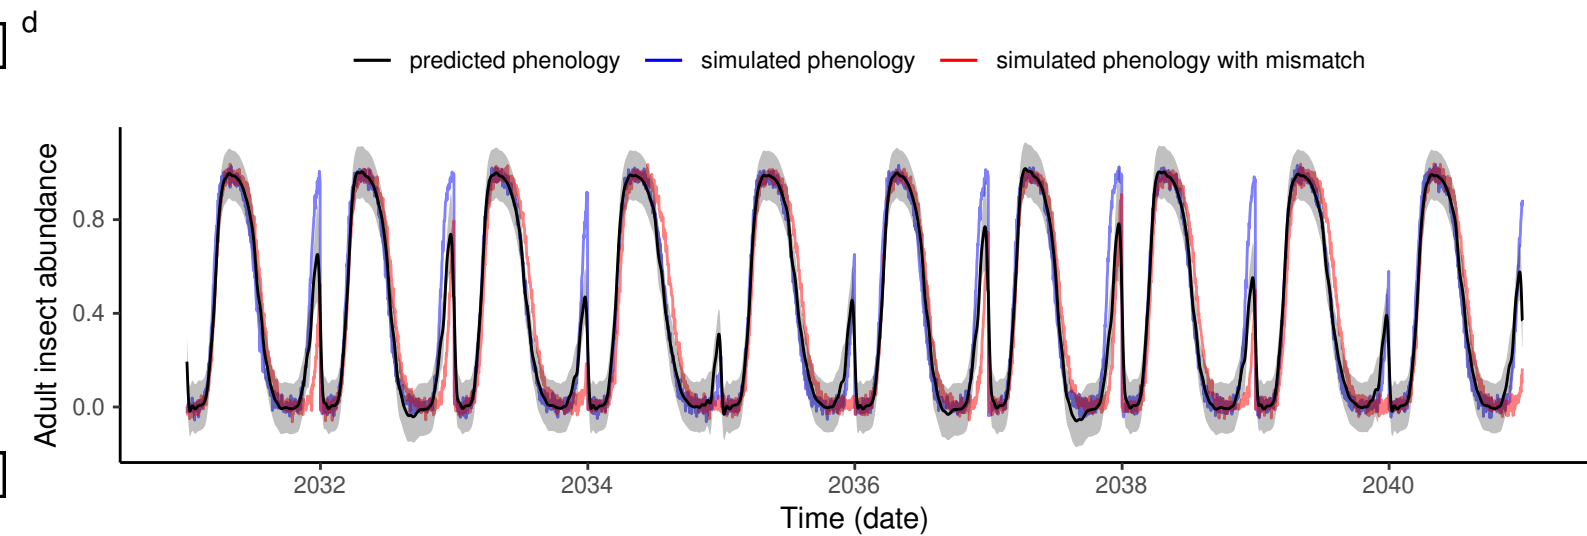 d
predicted phenology simulated phenology simulated phenology with mismatch
Adult insect abundance
0.8
0.4
0.0
2032 2034 2036 2038 2040
Time (date)